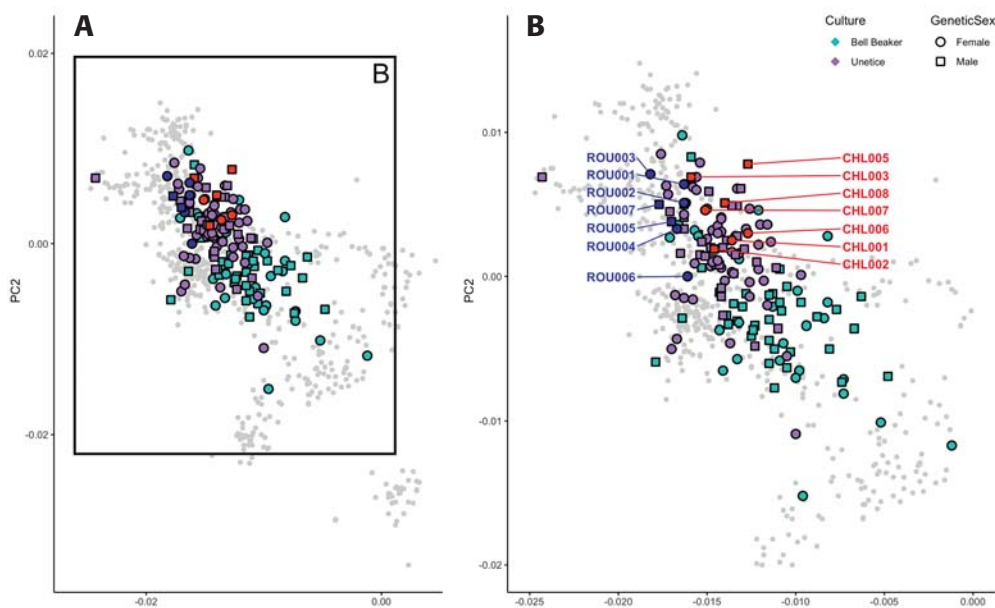 A
B
0.02
0.00
-0.02
PC2
-0.02
0.00
B
Culture
Bell Beaker
Unetice
GeneticSex
Female
Male
0.01
0.00
-0.01
-0.02
PC2
ROU003
ROU001
ROU002
ROU007
ROU005
ROU004
ROU006
CHL005
CHL003
CHL008
CHL007
CHL006
CHL001
CHL002
-0.025
-0.020
-0.015
-0.010
-0.005
0.000